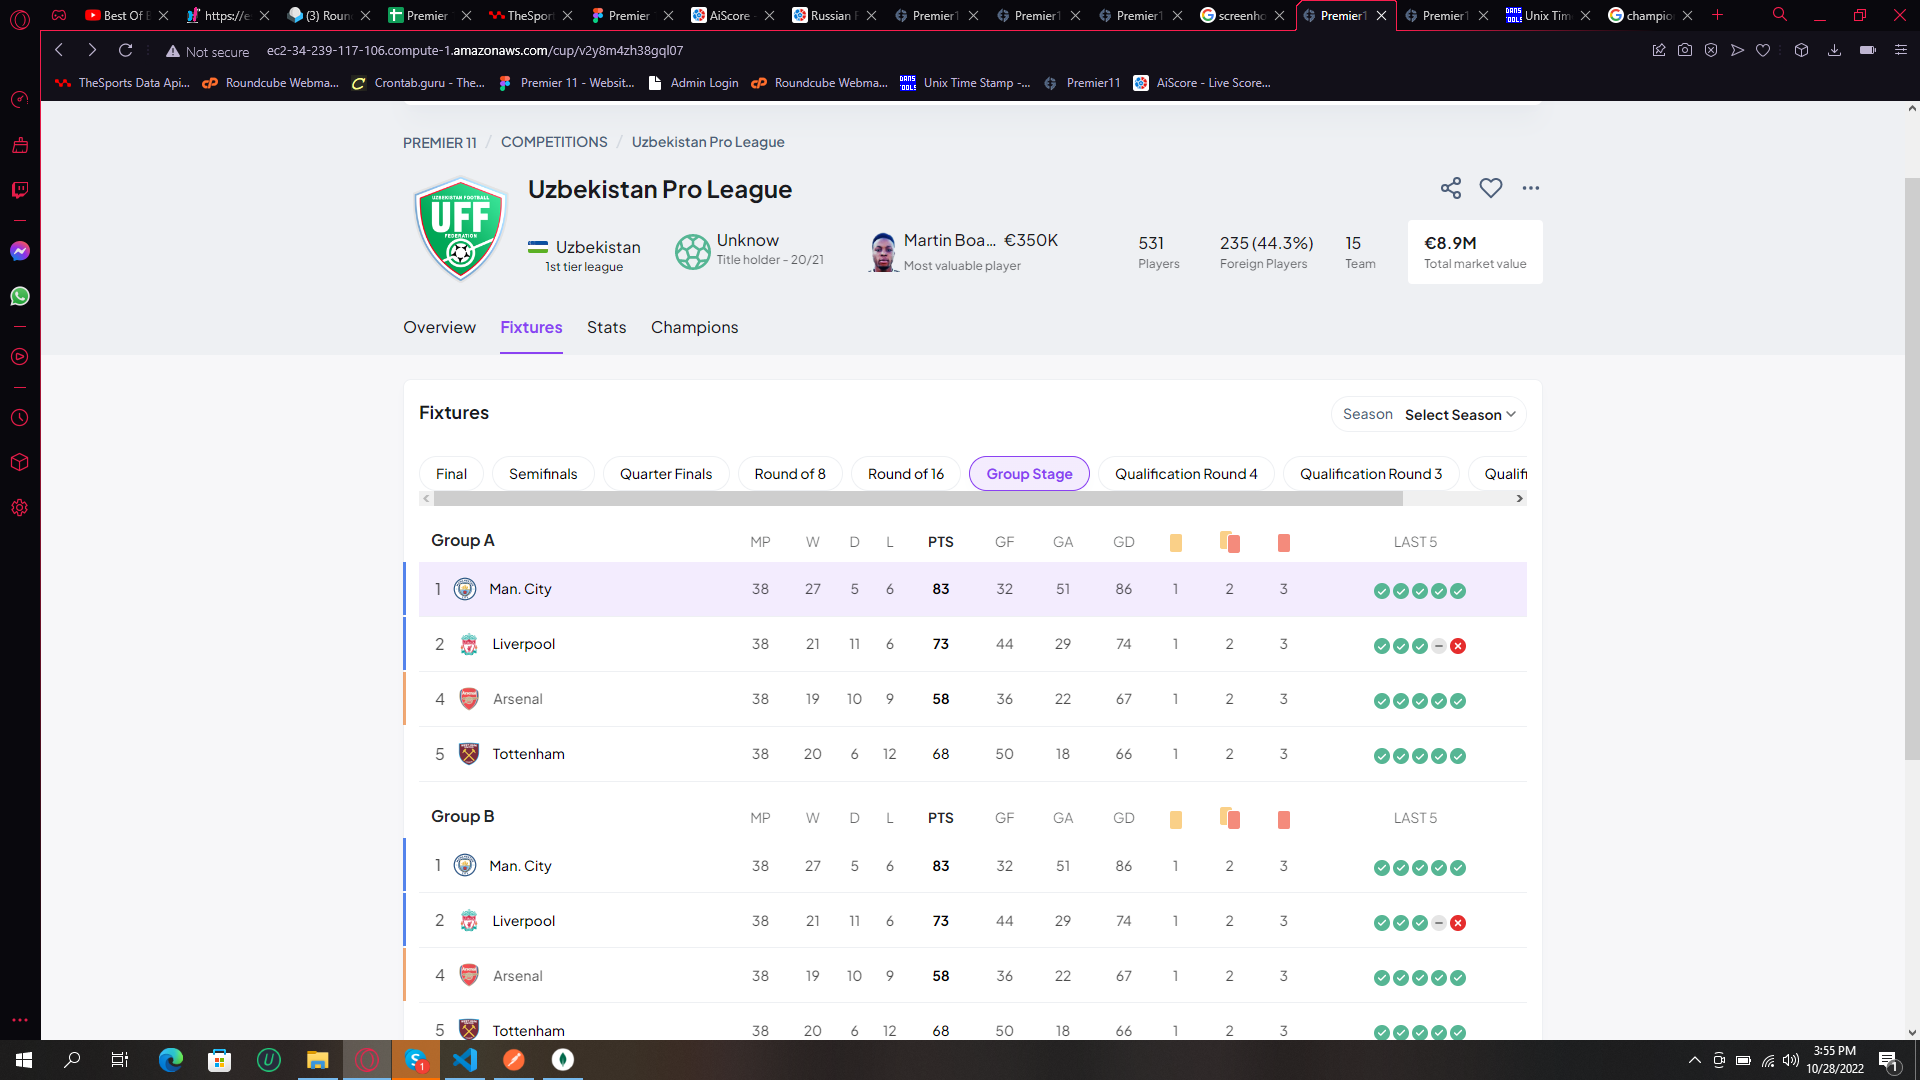 Best Of E
https://e
(3) Roun
Premier
TheSport
Premier
AiScore -
Russian F
Premier1
Premier1
Premier1
screensho
Premier1
Premier1
Unix Tim
champio
Not secure
ec2-34-239-117-106.compute-1.amazonaws.com/cup/v2y8m4zh38gql07
TheSports Data Api...
Roundcube Webma...
Crontab.guru - The...
Premier 11 - Websit...
Admin Login
Roundcube Webma...
Unix Time Stamp -...
Premier11
AiScore - Live Score...
PREMIER 11 / COMPETITIONS / Uzbekistan Pro League
UZBEKISTAN FOOTBALL
UFF
FEDERATION
Uzbekistan Pro League
Uzbekistan
1st tier league
Unknow
Title holder - 20/21
Martin Boa... €350K
Most valuable player
531
Players
235 (44.3%)
Foreign Players
15
Team
€8.9M
Total market value
Overview Fixtures Stats Champions
Fixtures
Season Select Season
Final Semifinals Quarter Finals Round of 8 Round of 16 Group Stage Qualification Round 4 Qualification Round 3 Qualifi
Group A MP W D L PTS GF GA GD LAST 5
1 Man. City 38 27 5 6 83 32 51 86 1 2 3
2 Liverpool 38 21 11 6 73 44 29 74 1 2 3
4 Arsenal 38 19 10 9 58 36 22 67 1 2 3
5 Tottenham 38 20 6 12 68 50 18 66 1 2 3
Group B MP W D L PTS GF GA GD LAST 5
1 Man. City 38 27 5 6 83 32 51 86 1 2 3
2 Liverpool 38 21 11 6 73 44 29 74 1 2 3
4 Arsenal 38 19 10 9 58 36 22 67 1 2 3
5 Tottenham 38 20 6 12 68 50 18 66 1 2 3
3:55 PM
10/28/2022